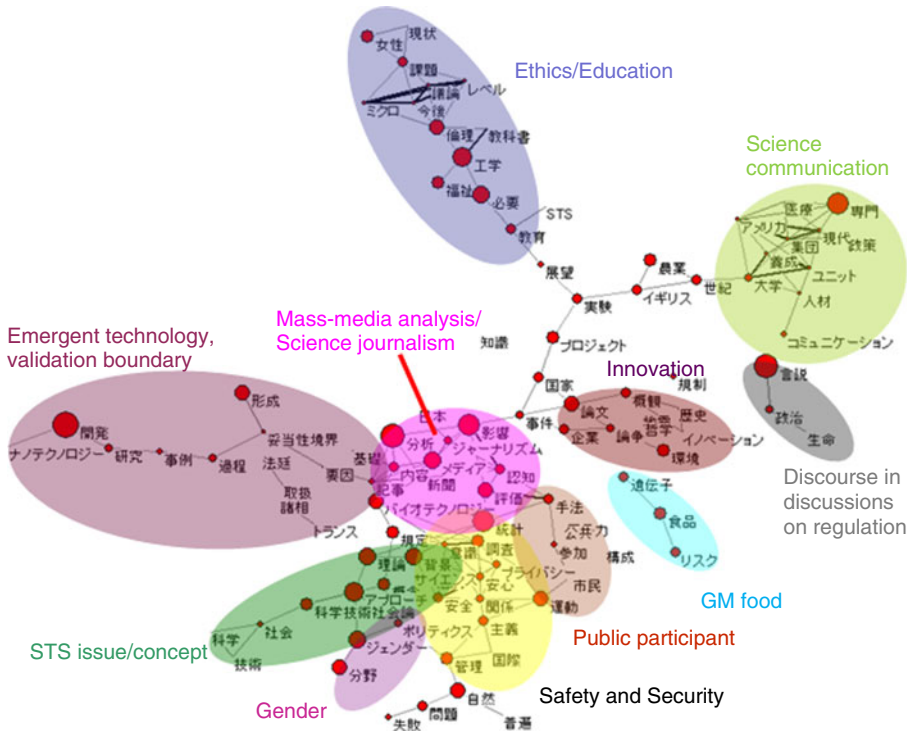 現状
女性
課題
Ethics/Education
議論
レベル
ミクロ
今後
倫理
教科書
工学
福祉
必要
STS
教育
展望
Science
communication
医療
専門
アメリカ
現代
集団
政策
養成
ユニット
大学
人材
コミュニケーション
農業
世紀
イギリス
実験
Emergent technology,
validation boundary
Mass-media analysis/
Science journalism
知識
プロジェクト
Innovation
国家
規制
概観
論文
歴史
事件
哲学
企業
論争
イノベーション
環境
言説
政治
生命
Discourse in
discussions
on regulation
形成
開発
妥当性境界
ナノテクノロジー
研究
事例
過程
法廷
要因
取扱
諸相
トランス
日本
影響
分析
ジャーナリズム
基礎
内容
メディア
新聞
認知
記事
評価
バイオテクノロジー
手法
統計
公共力
規定
参加
構成
調査
意識
理論
背景
プライバシー
サイエンス
安心
市民
アプローチ
安全
関係
運動
科学技術社会論
社会
科学
技術
ポリティクス
主義
ジェンダー
国際
管理
分野
自然
問題
失敗
普遍
遺伝子
食品
リスク
GM food
Public participant
STS issue/concept
Safety and Security
Gender